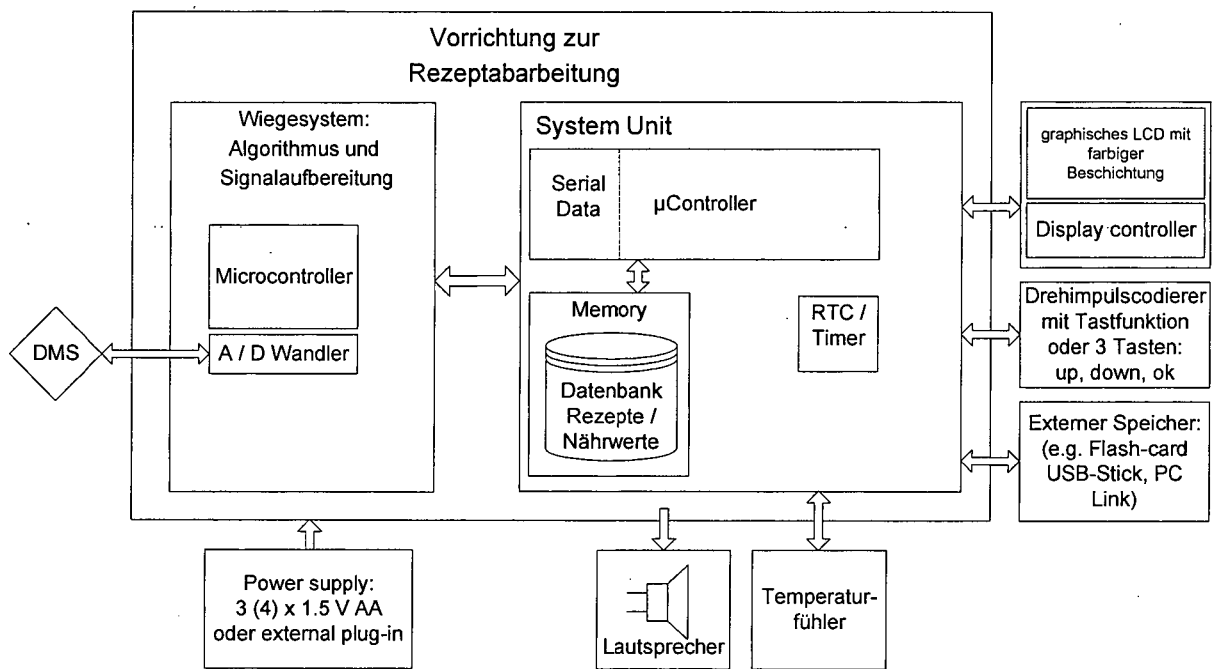 Vorrichtung zur
Rezeptabarbeitung
Wiegesystem:
Algorithmus und
Signalaufbereitung
Microcontroller
A / D Wandler
DMS
System Unit
Serial
Data
µController
Memory
Datenbank
Rezepte /
Nährwerte
RTC /
Timer
graphisches LCD mit
farbiger
Beschichtung
Display controller
Drehimpulscodierer
mit Tastfunktion
oder 3 Tasten:
up, down, ok
Externer Speicher:
(e.g. Flash-card
USB-Stick, PC
Link)
Power supply:
3 (4) x 1.5 V AA
oder external plug-in
Lautsprecher
Temperatur-
fühler